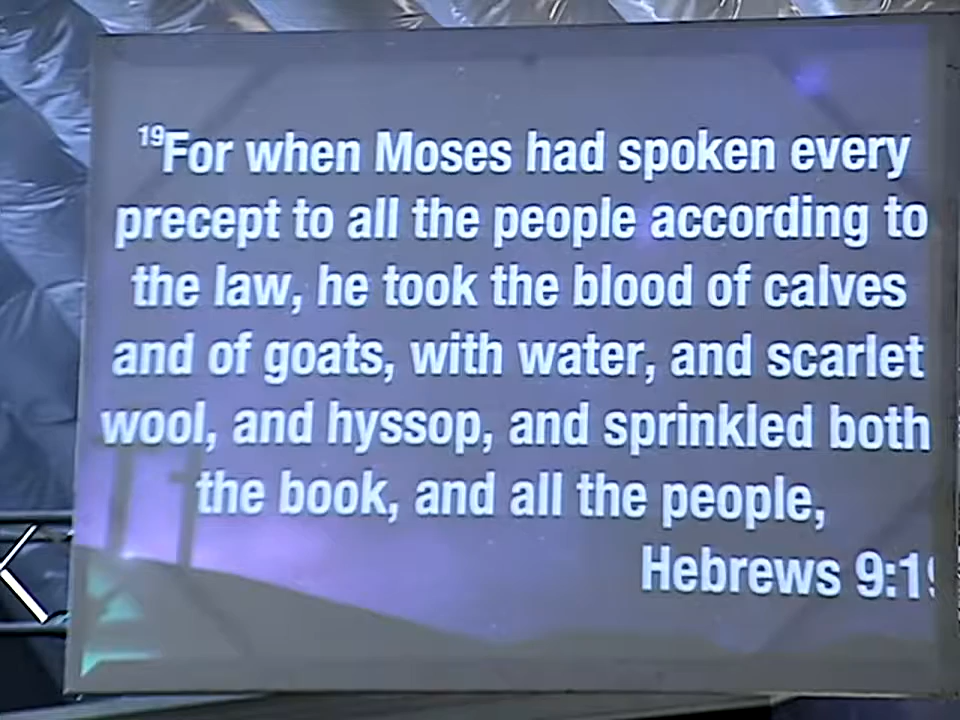 19For when Moses had spoken every
precept to all the people according to
the law, he took the blood of calves
and of goats, with water, and scarlet
wool, and hyssop, and sprinkled both
the book, and all the people,
Hebrews 9:19